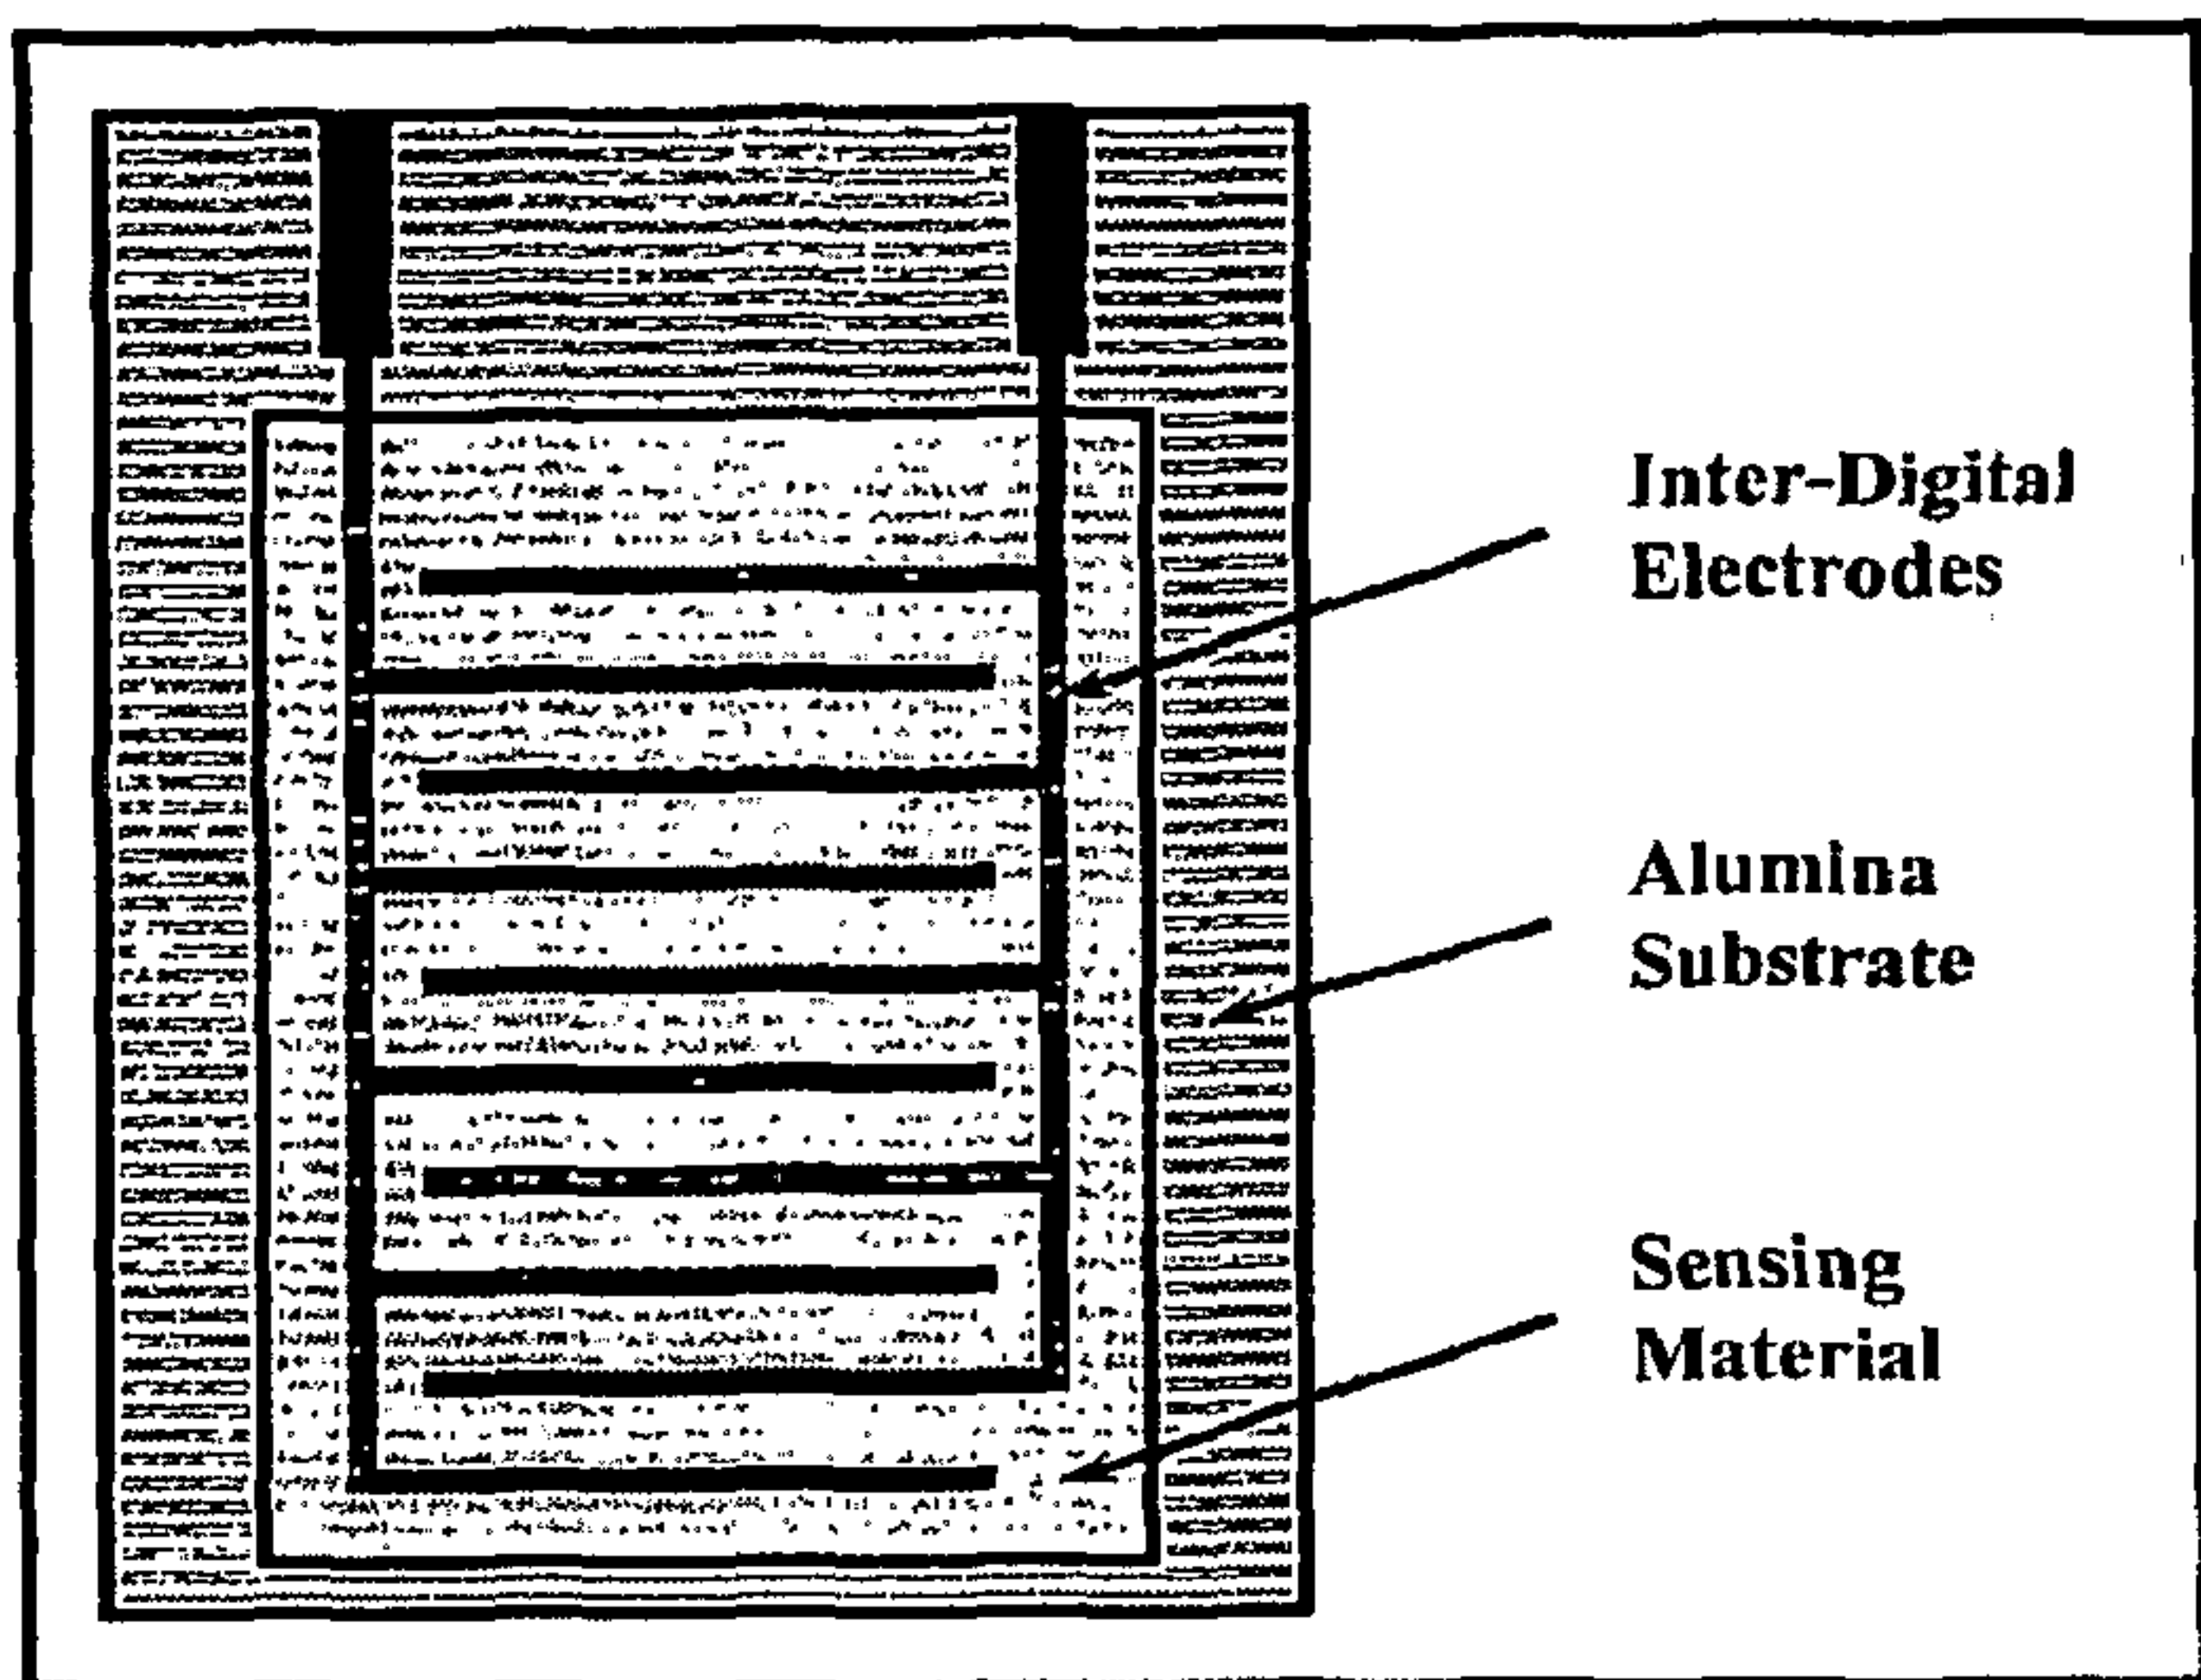 Inter-Digital
Electrodes
Alumina
Substrate
Sensing
Material